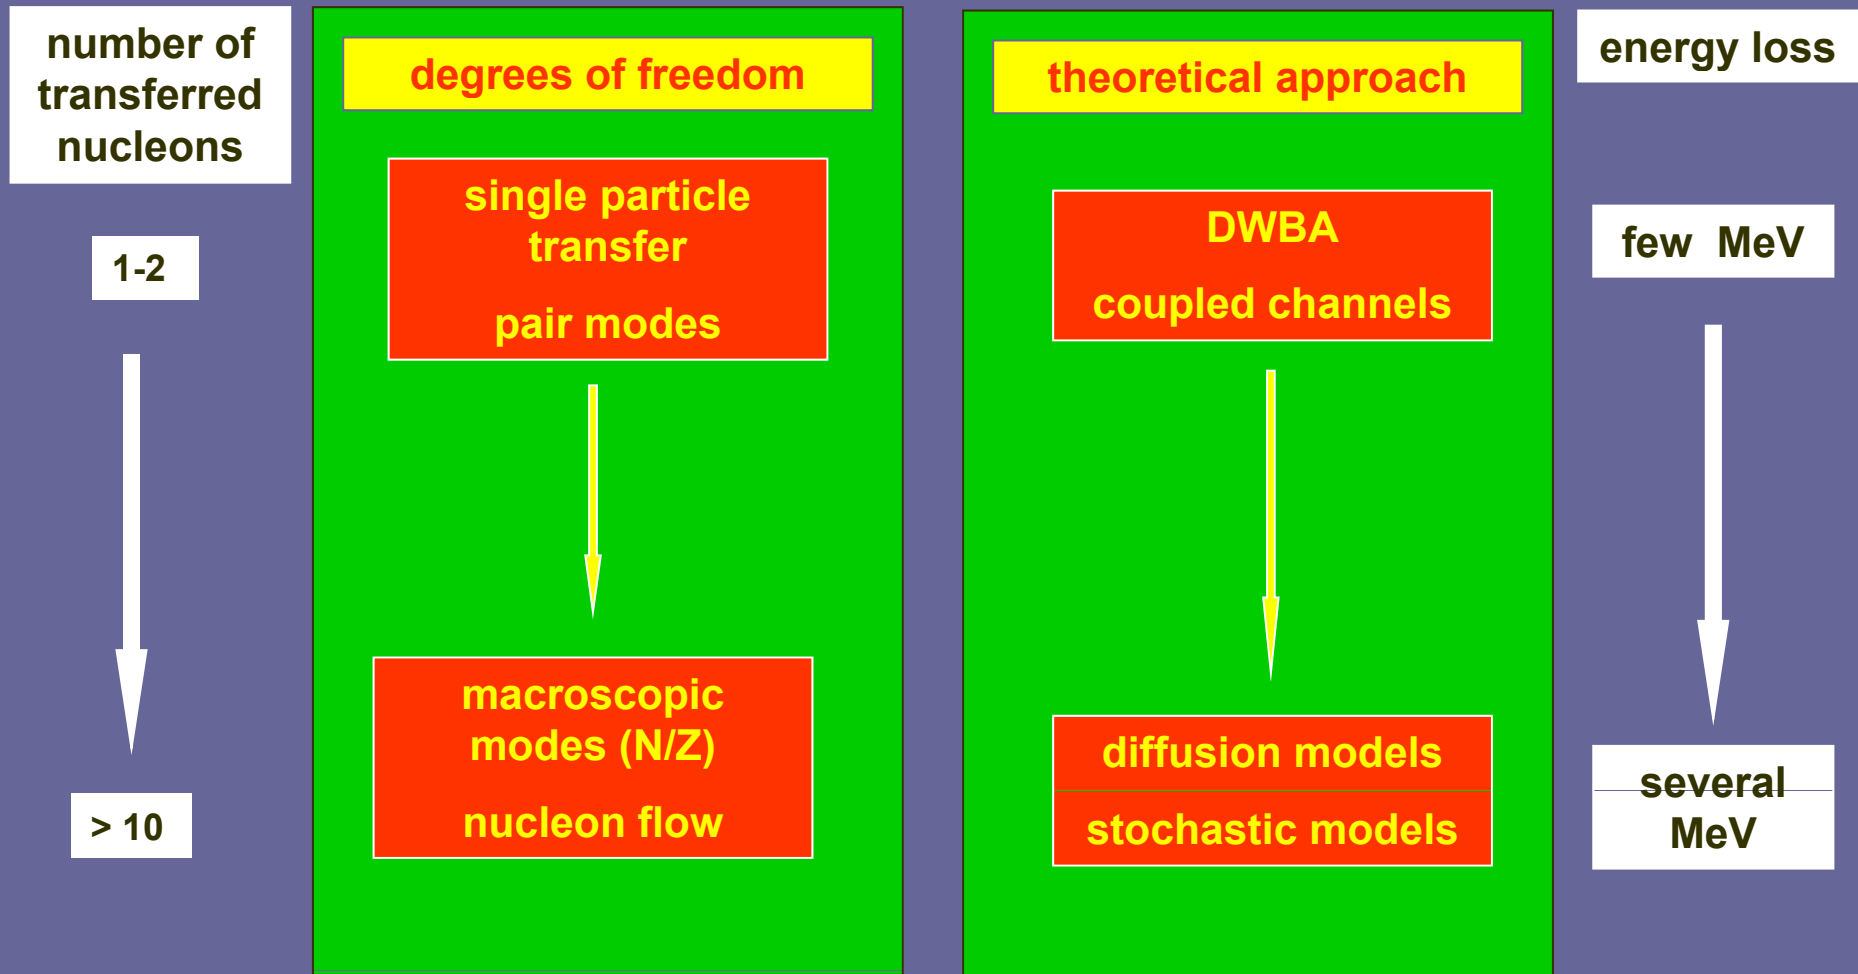 number of
transferred
nucleons
1-2
> 10
degrees of freedom
single particle
transfer
pair modes
macroscopic
modes (N/Z)
nucleon flow
theoretical approach
DWBA
coupled channels
diffusion models
stochastic models
energy loss
few MeV
several
MeV